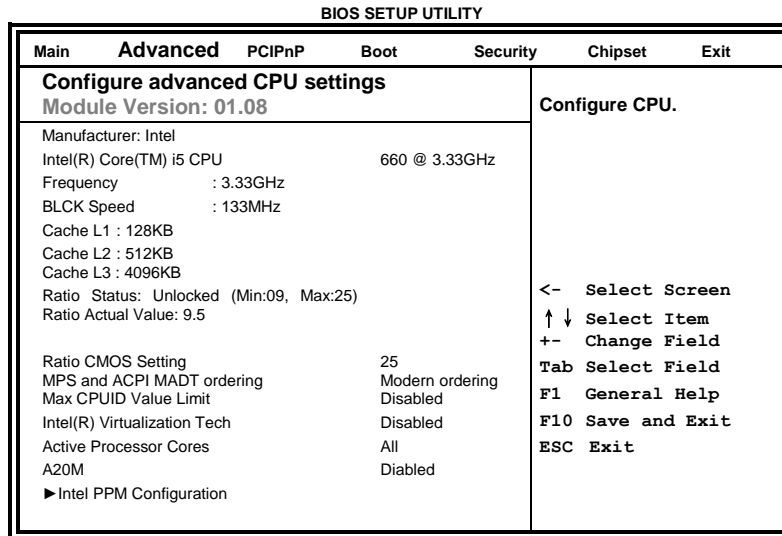 BIOS SETUP UTILITY
Main Advanced PCIPnP Boot Security Chipset Exit
Configure advanced CPU settings
Module Version: 01.08
Manufacturer: Intel
Intel(R) Core(TM) i5 CPU 660 @ 3.33GHz
Frequency : 3.33GHz
BLCK Speed : 133MHz
Cache L1 : 128KB
Cache L2 : 512KB
Cache L3 : 4096KB
Ratio Status: Unlocked (Min:09, Max:25)
Ratio Actual Value: 9.5
Ratio CMOS Setting 25
MPS and ACPI MADT ordering Modern ordering
Max CPUID Value Limit Disabled
Intel(R) Virtualization Tech Disabled
Active Processor Cores All
A20M Diabled
►Intel PPM Configuration
Configure CPU.
<- Select Screen
↑↓ Select Item
+- Change Field
Tab Select Field
F1 General Help
F10 Save and Exit
ESC Exit